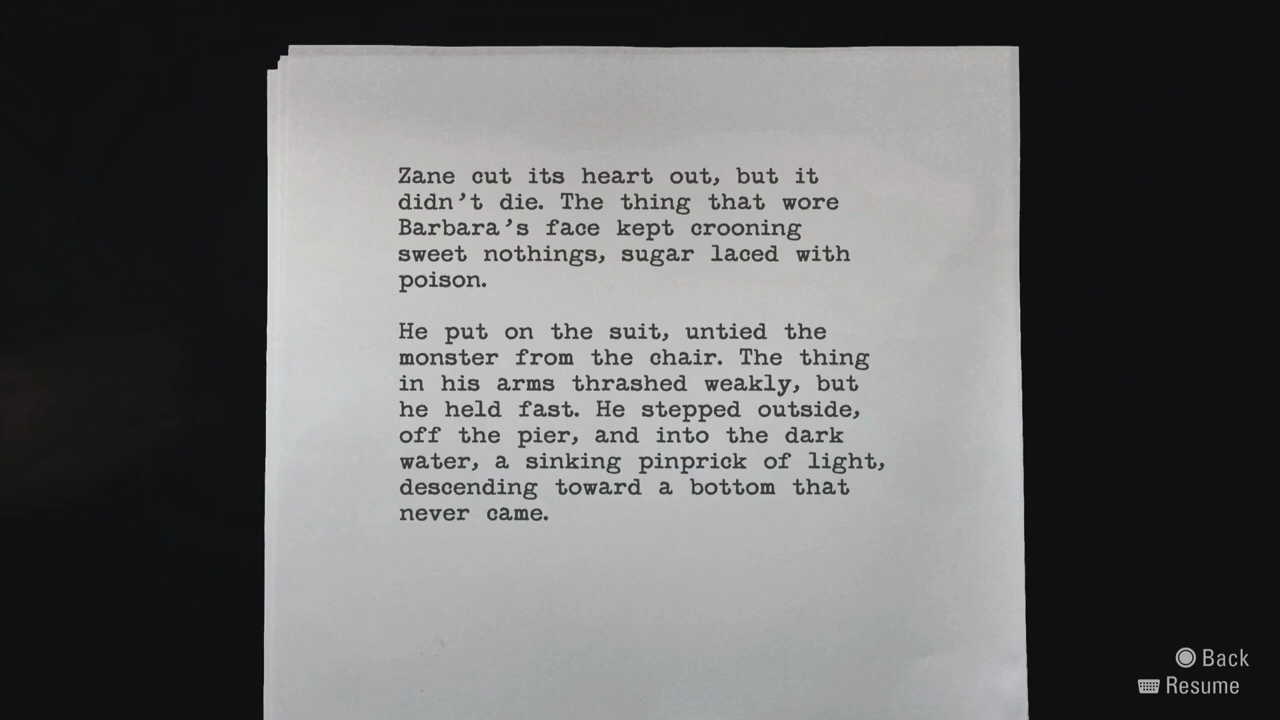 Zane cut its heart out, but it
didn't die. The thing that wore
Barbara's face kept crooning
sweet nothings, sugar laced with
poison.
He put on the suit, untied the
monster from the chair. The thing
in his arms thrashed weakly, but
he held fast. He stepped outside,
off the pier, and into the dark
water, a sinking pinprick of light,
descending toward a bottom that
never came.
Back
Resume